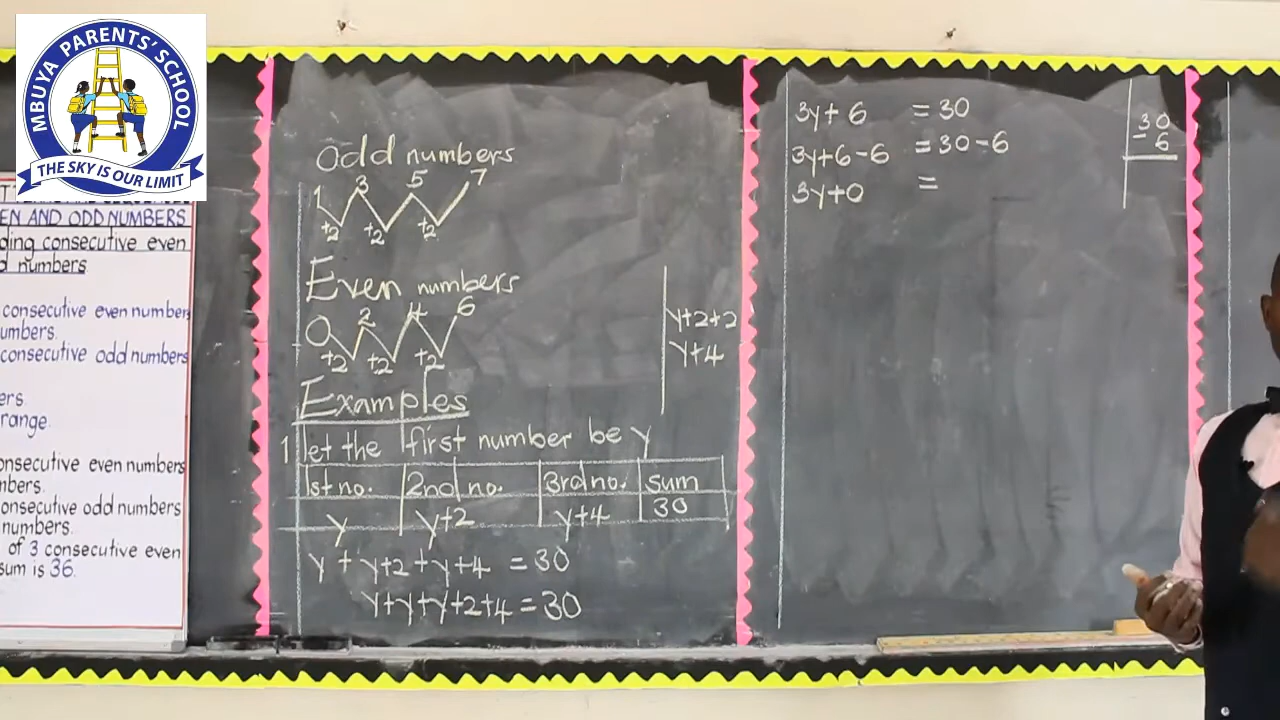 MBUYA PARENTS' SCHOOL
THE SKY IS OUR LIMIT
EN AND ODD NUMBERS
ding consecutive even
d numbers
consecutive even number
umbers.
consecutive odd numbers
ers
range.
onsecutive even numbers
nbers.
onsecutive odd numbers
numbers.
of 3 consecutive even
sum is 36.
Odd numbers
1 3 5 7
+2 +2 +2
Even numbers
0 2 4 6
+2 +2 +2
y+2+2
y+4
Examples
1 let the first number be y
1st no. 2nd no. 3rd no. sum
y y+2 y+4 30
y + y+2 + y+4 = 30
y+y+y+2+4 = 30
3y+6 = 30
3y+6-6 = 30-6
3y+0 =
30
-6